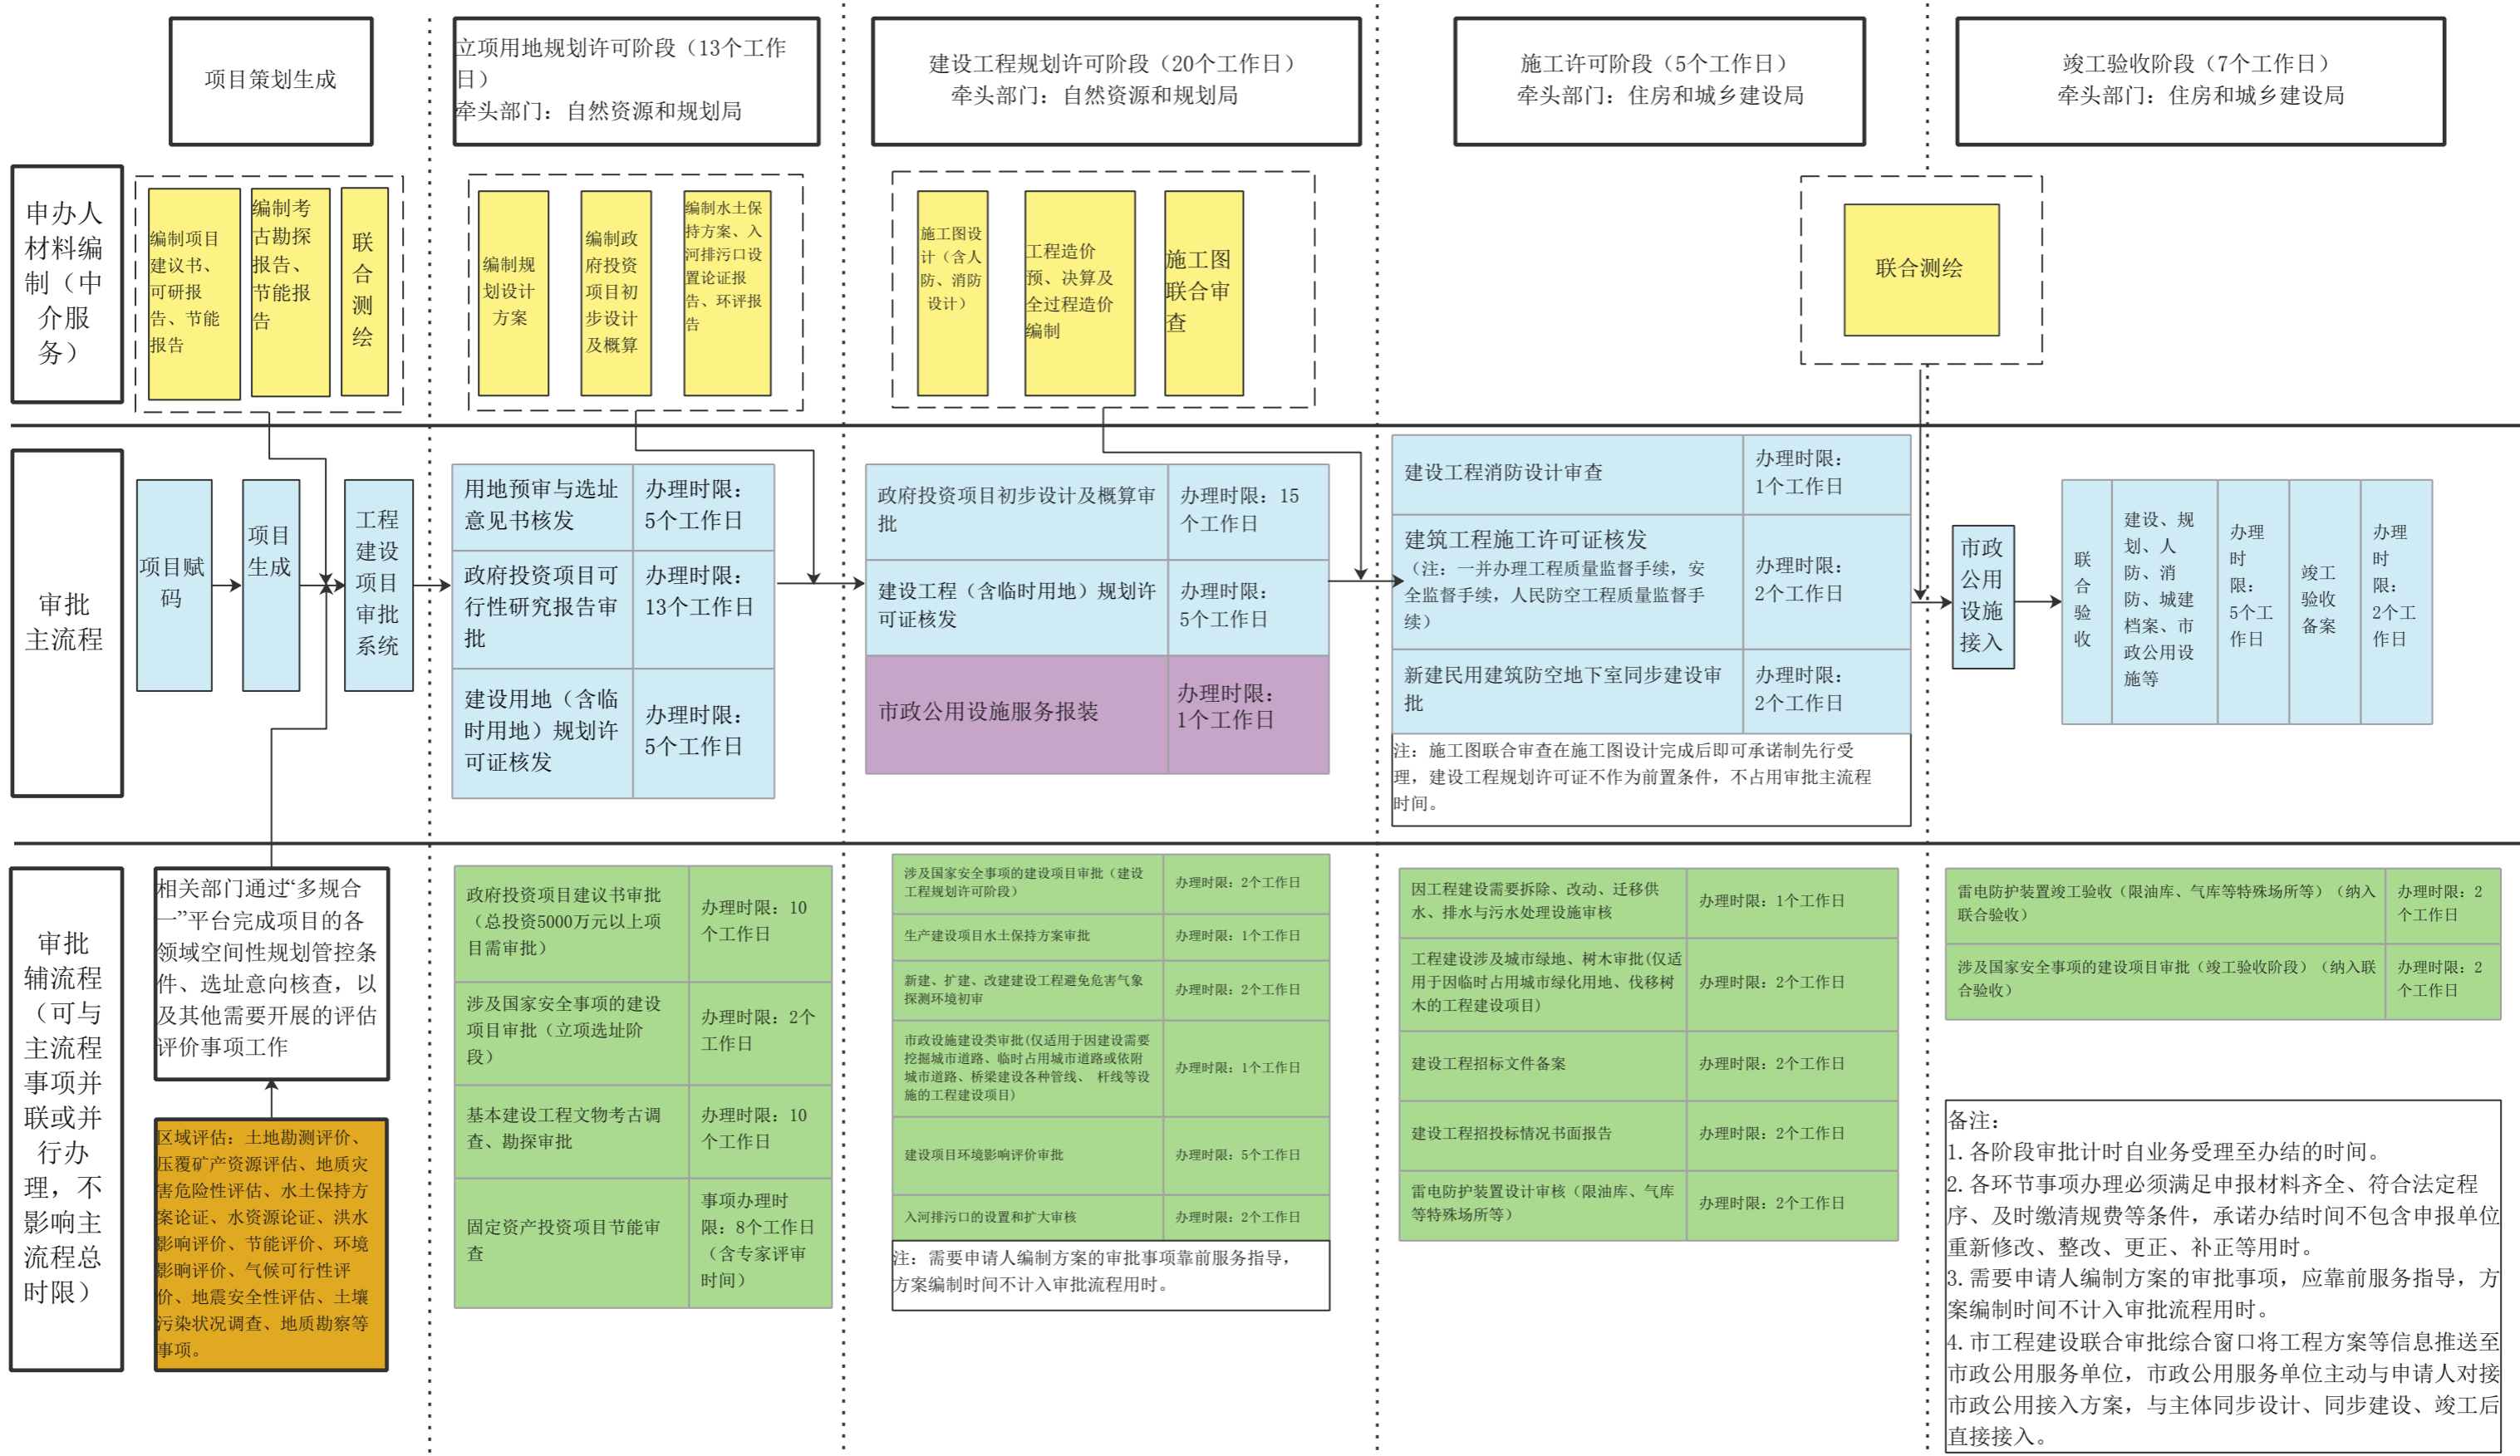 项目策划生成
立项用地规划许可阶段（13个工作
日）
牵头部门：自然资源和规划局
建设工程规划许可阶段（20个工作日）
牵头部门：自然资源和规划局
施工许可阶段（5个工作日）
牵头部门：住房和城乡建设局
竣工验收阶段（7个工作日）
牵头部门：住房和城乡建设局
申办人
材料编
制（中
介服
务）
编制项目
建议书、
可研报
告、节能
报告
编制考
古勘探
报告、
节能报
告
联
合
测
绘
编制规
划设计
方案
编制政
府投资
项目初
步设计
及概算
编制水土保
持方案、入
河排污口设
置论证报
告、环评报
告
施工图设
计（含人
防、消防
设计）
工程造价
预、决算及
全过程造价
编制
施工图
联合审
查
联合测绘
审批
主流程
项目赋
码
项目
生成
工程
建设
项目
审批
系统
用地预审与选址
意见书核发
办理时限：
5个工作日
政府投资项目可
行性研究报告审
批
办理时限：
13个工作日
建设用地（含临
时用地）规划许
可证核发
办理时限：
5个工作日
政府投资项目初步设计及概算审
批
办理时限：15
个工作日
建设工程（含临时用地）规划许
可证核发
办理时限：
5个工作日
市政公用设施服务报装
办理时限：
1个工作日
建设工程消防设计审查
办理时限：
1个工作日
建筑工程施工许可证核发
（注：一并办理工程质量监督手续，安
全监督手续，人民防空工程质量监督手
续）
办理时限：
2个工作日
新建民用建筑防空地下室同步建设审
批
办理时限：
2个工作日
注：施工图联合审查在施工图设计完成后即可承诺制先行受
理，建设工程规划许可证不作为前置条件，不占用审批主流程
时间。
市政
公用
设施
接入
联
合
验
收
建设、规
划、人
防、消
防、城建
档案、市
政公用设
施等
办理
时
限：
5个工
作日
竣工
验收
备案
办理
时
限：
2个工
作日
审批
辅流程
（可与
主流程
事项并
联或并
行办
理，不
影响主
流程总
时限）
相关部门通过“多规合
一”平台完成项目的各
领域空间性规划管控条
件、选址意向核查，以
及其他需要开展的评估
评价事项工作
区域评估：土地勘测评价、
压覆矿产资源评估、地质灾
害危险性评估、水土保持方
案论证、水资源论证、洪水
影响评价、节能评价、环境
影响评价、气候可行性评
价、地震安全性评估、土壤
污染状况调查、地质勘察等
事项。
政府投资项目建议书审批
（总投资5000万元以上项
目需审批）
办理时限：10
个工作日
涉及国家安全事项的建设
项目审批（立项选址阶
段）
办理时限：2个
工作日
基本建设工程文物考古调
查、勘探审批
办理时限：10
个工作日
固定资产投资项目节能审
查
事项办理时
限：8个工作日
（含专家评审
时间）
涉及国家安全事项的建设项目审批（建设
工程规划许可阶段）
办理时限：2个工作日
生产建设项目水土保持方案审批
办理时限：1个工作日
新建、扩建、改建建设工程避免危害气象
探测环境初审
办理时限：2个工作日
市政设施建设类审批(仅适用于因建设需要
挖掘城市道路、临时占用城市道路或依附
城市道路、桥梁建设各种管线、 杆线等设
施的工程建设项目)
办理时限：1个工作日
建设项目环境影响评价审批
办理时限：5个工作日
入河排污口的设置和扩大审核
办理时限：2个工作日
注：需要申请人编制方案的审批事项靠前服务指导，
方案编制时间不计入审批流程用时。
因工程建设需要拆除、改动、迁移供
水、排水与污水处理设施审核
办理时限：1个工作日
工程建设涉及城市绿地、树木审批(仅适
用于因临时占用城市绿化用地、伐移树
木的工程建设项目)
办理时限：2个工作日
建设工程招标文件备案
办理时限：2个工作日
建设工程招投标情况书面报告
办理时限：2个工作日
雷电防护装置设计审核（限油库、气库
等特殊场所等）
办理时限：2个工作日
雷电防护装置竣工验收（限油库、气库等特殊场所等）（纳入
联合验收）
办理时限：2
个工作日
涉及国家安全事项的建设项目审批（竣工验收阶段）（纳入联
合验收）
办理时限：2
个工作日
备注：
1.各阶段审批计时自业务受理至办结的时间。
2.各环节事项办理必须满足申报材料齐全、符合法定程
序、及时缴清规费等条件，承诺办结时间不包含申报单位
重新修改、整改、更正、补正等用时。
3.需要申请人编制方案的审批事项，应靠前服务指导，方
案编制时间不计入审批流程用时。
4.市工程建设联合审批综合窗口将工程方案等信息推送至
市政公用服务单位，市政公用服务单位主动与申请人对接
市政公用接入方案，与主体同步设计、同步建设、竣工后
直接接入。